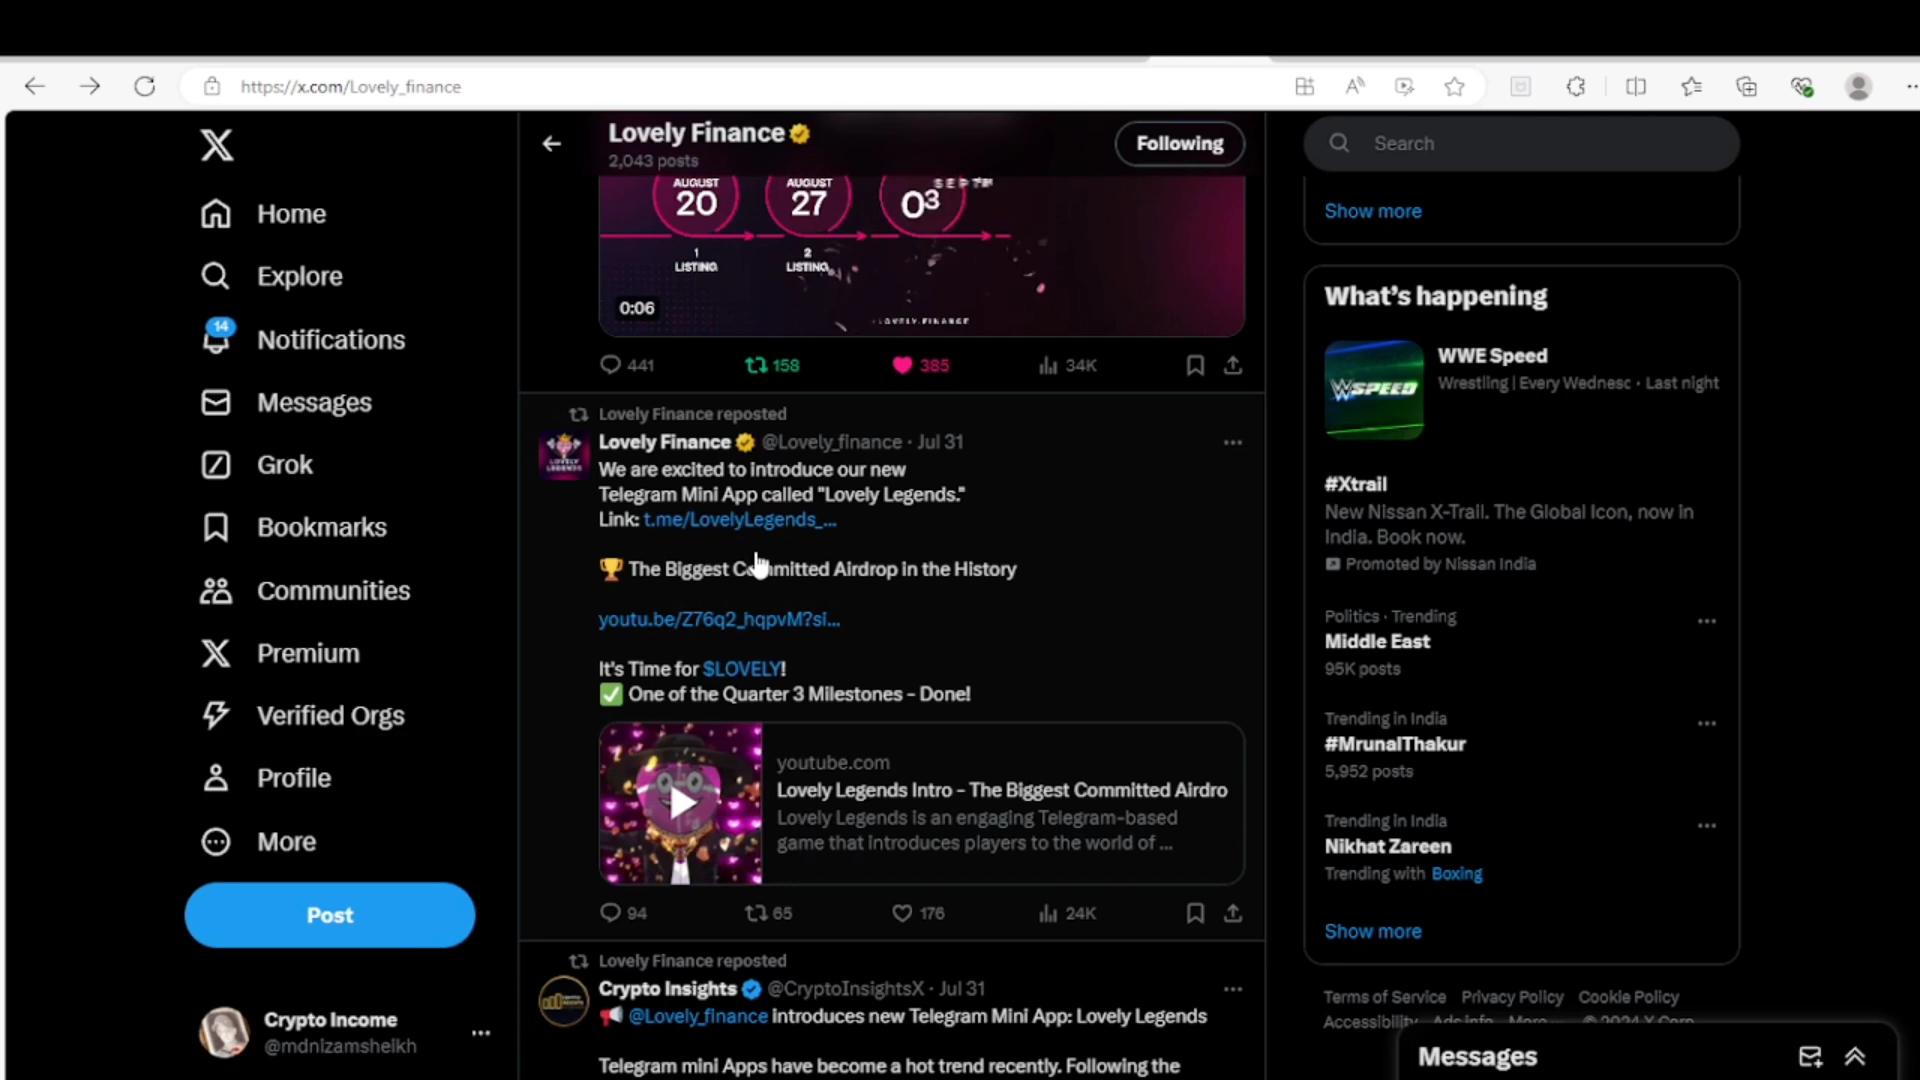 https://x.com/Lovely_finance
Home
Explore
14
Notifications
Messages
Grok
Bookmarks
Communities
Premium
Verified Orgs
Profile
More
Post
Crypto Income
@mdnizamsheikh
Lovely Finance
2,043 posts
Following
AUGUST
20
AUGUST
27
03
1
LISTING
2
LISTING
0:06
LOVELY.FINANCE
441
158
385
34K
Lovely Finance reposted
Lovely Finance @Lovely_finance · Jul 31
We are excited to introduce our new
Telegram Mini App called "Lovely Legends."
Link: t.me/LovelyLegends_...
🏆 The Biggest Committed Airdrop in the History
youtu.be/Z76q2_hqpvM?si...
It's Time for $LOVELY!
✅ One of the Quarter 3 Milestones - Done!
youtube.com
Lovely Legends Intro - The Biggest Committed Airdro
Lovely Legends is an engaging Telegram-based
game that introduces players to the world of ...
94
65
176
24K
Lovely Finance reposted
Crypto Insights @CryptoInsightsX · Jul 31
📢 @Lovely_finance introduces new Telegram Mini App: Lovely Legends
Telegram mini Apps have become a hot trend recently. Following the
Search
Show more
What's happening
WWE Speed
Wrestling | Every Wednesc · Last night
SPEED
#Xtrail
New Nissan X-Trail. The Global Icon, now in
India. Book now.
Promoted by Nissan India
Politics · Trending
Middle East
95K posts
Trending in India
#MrunalThakur
5,952 posts
Trending in India
Nikhat Zareen
Trending with Boxing
Show more
Terms of Service Privacy Policy Cookie Policy
Accessibility Ads info More ... © 2024 X Corp.
Messages